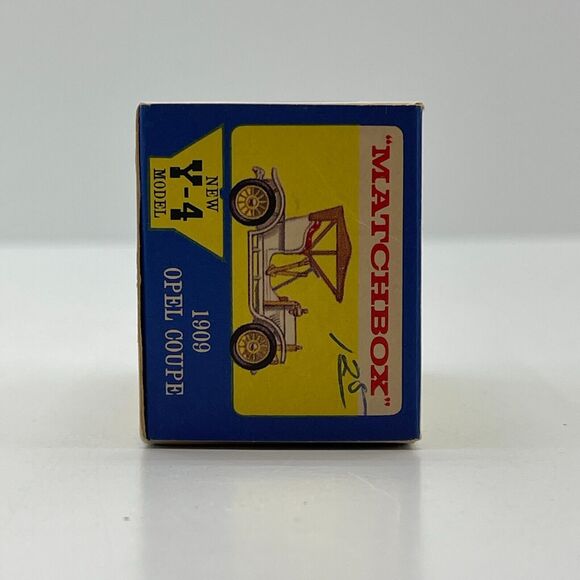 "MATCHBOX"
125
NEW
Y-4
MODEL
1909
OPEL COUPE